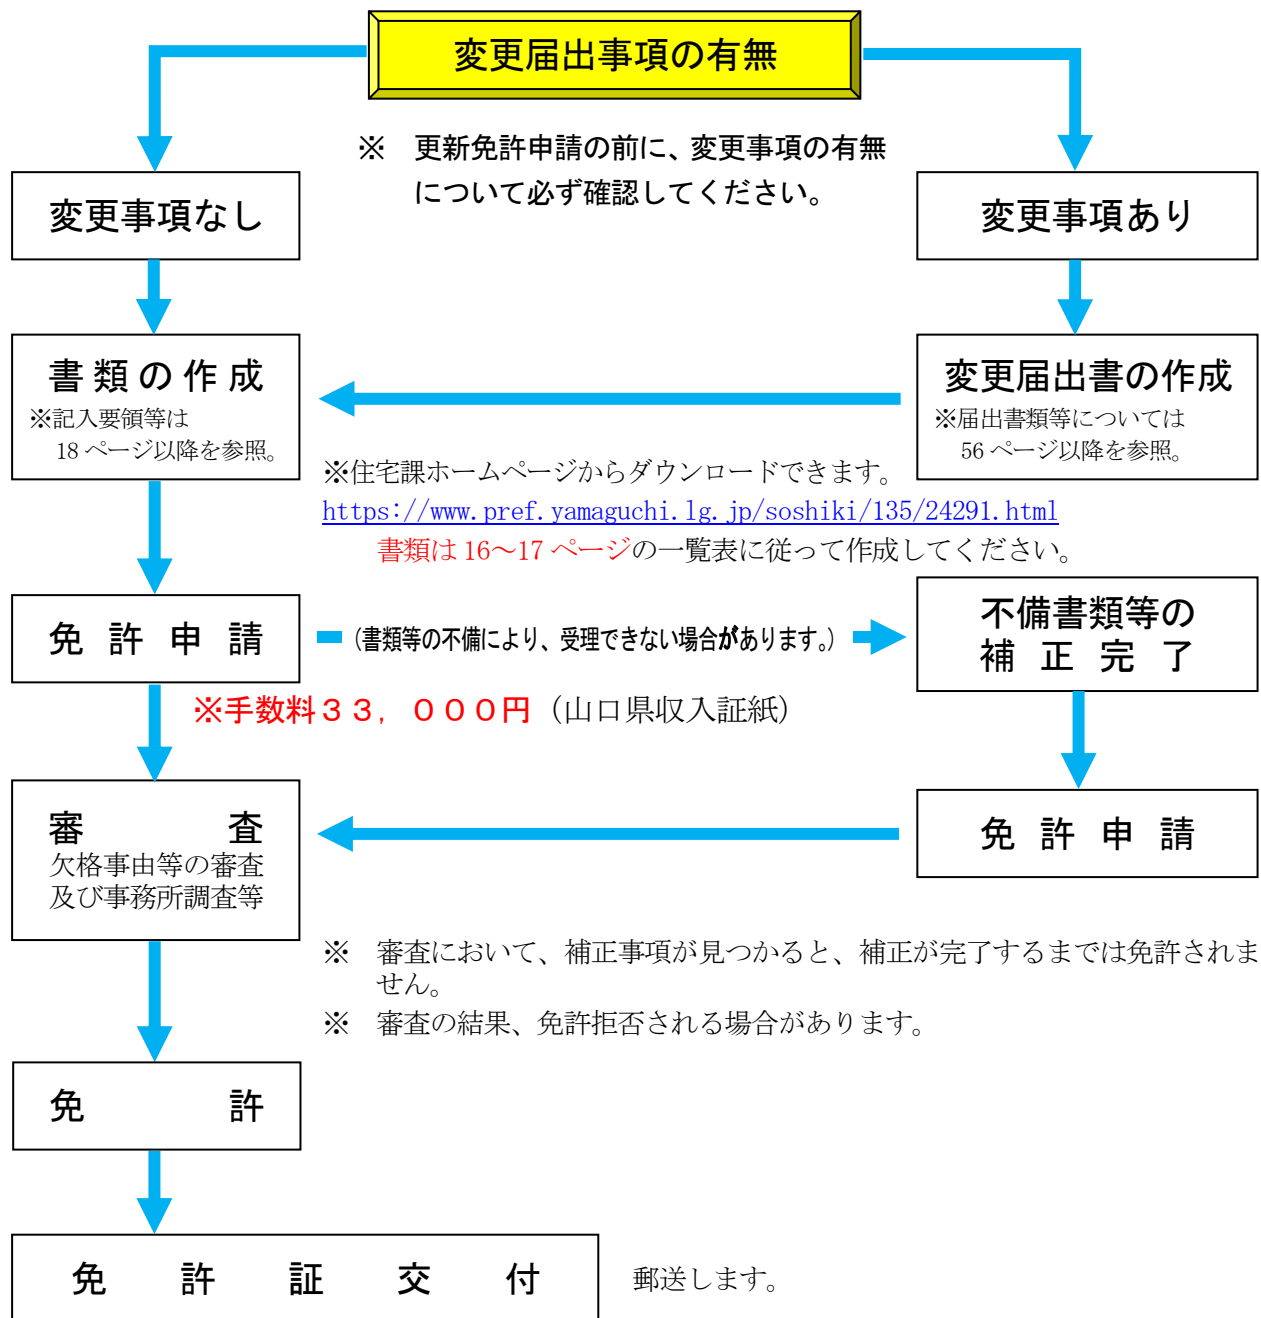 変更届出事項の有無
※　更新免許申請の前に、変更事項の有無
について必ず確認してください。
変更事項なし
変更事項あり
書類の作成
※記入要領等は
18ページ以降を参照。
変更届出書の作成
※届出書類等については
56ページ以降を参照。
※住宅課ホームページからダウンロードできます。
https://www.pref.yamaguchi.lg.jp/soshiki/135/24291.html
書類は16～17ページの一覧表に従って作成してください。
免許申請
（書類等の不備により、受理できない場合があります。）
不備書類等の
補正完了
※手数料３３，０００円（山口県収入証紙）
審査
欠格事由等の審査
及び事務所調査等
免許申請
※　審査において、補正事項が見つかると、補正が完了するまでは免許されま
せん。
※　審査の結果、免許拒否される場合があります。
免許
免許証交付
郵送します。